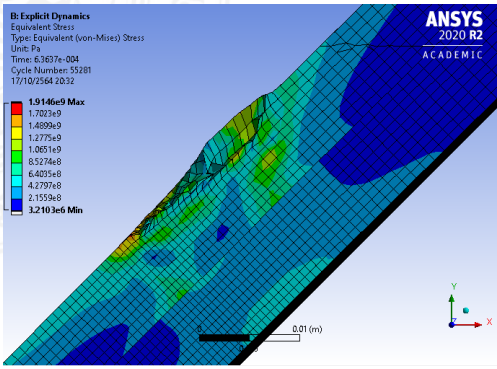 B: Explicit Dynamics
Equivalent Stress
Type: Equivalent (von-Mises) Stress
Unit: Pa
Time: 6.3637e-004
Cycle Number: 55281
17/10/2564 20:32
1.9146e9 Max
1.7023e9
1.4899e9
1.2775e9
1.0651e9
8.5274e8
6.4035e8
4.2797e8
2.1559e8
3.2103e6 Min
ANSYS
2020 R2
ACADEMIC
0
0.01 (m)
Y
Z
X